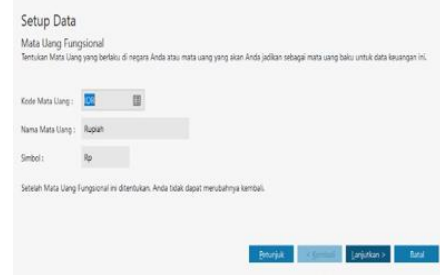 Setup Data
Mata Uang Fungsional
Tentukan Mata Uang yang berlaku di negara Anda atau mata uang yang akan Anda jadikan sebagai mata uang baku untuk data keuangan ini.
Kode Mata Uang : IDR
Nama Mata Uang : Rupiah
Simbol : Rp
Setelah Mata Uang Fungsional ini ditentukan. Anda tidak dapat merubahnya kembali.
Petunjuk < Kembali Lanjutkan > Batal